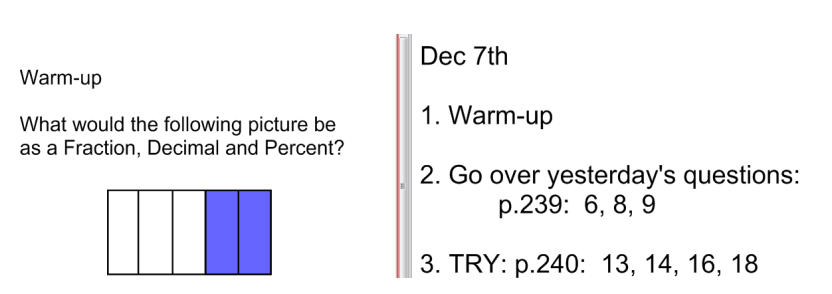 Warm-up
What would the following picture be
as a Fraction, Decimal and Percent?
Dec 7th
1. Warm-up
2. Go over yesterday's questions:
p.239: 6, 8, 9
3. TRY: p.240: 13, 14, 16, 18